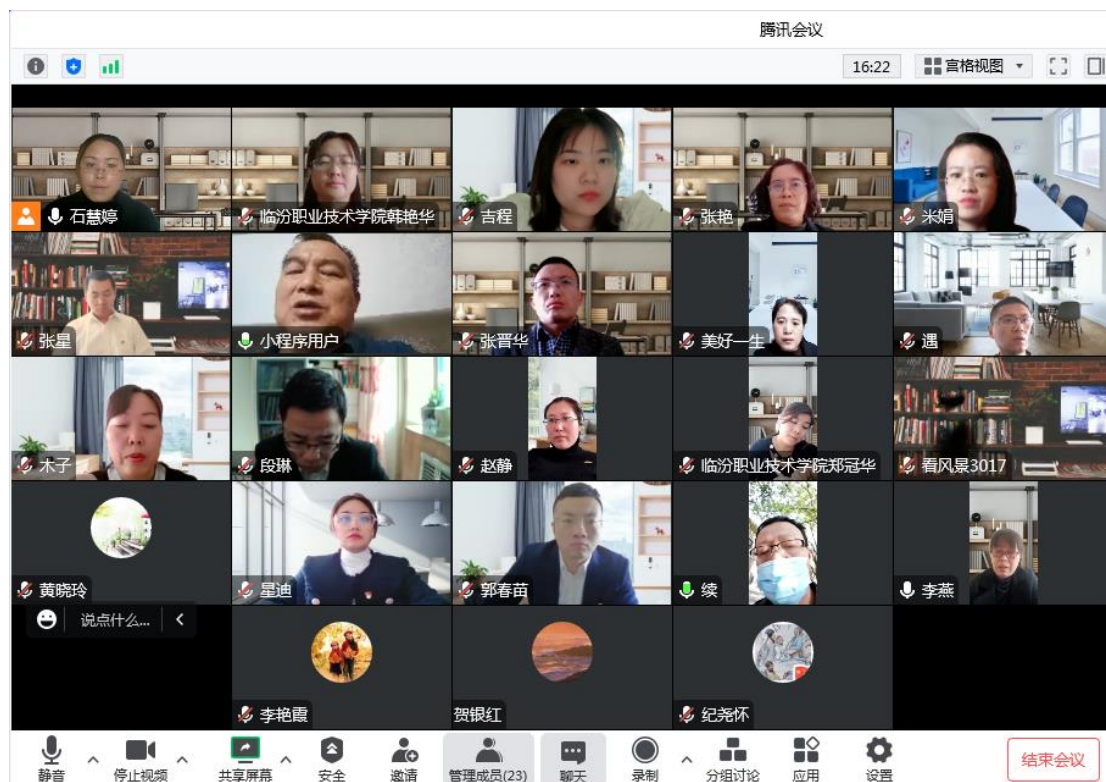 腾讯会议
16:22 宫格视图
石慧婷 临汾职业技术学院韩艳华 吉程 张艳 米娟
张星 小程序用户 张晋华 美好一生 遇
木子 段琳 赵静 临汾职业技术学院郑冠华 看风景3017
黄晓玲 星迪 郭春苗 续 李燕
说点什么...
李艳霞 贺银红 纪尧怀
静音 停止视频 共享屏幕 安全 邀请 管理成员(23) 聊天 录制 分组讨论 应用 设置 结束会议